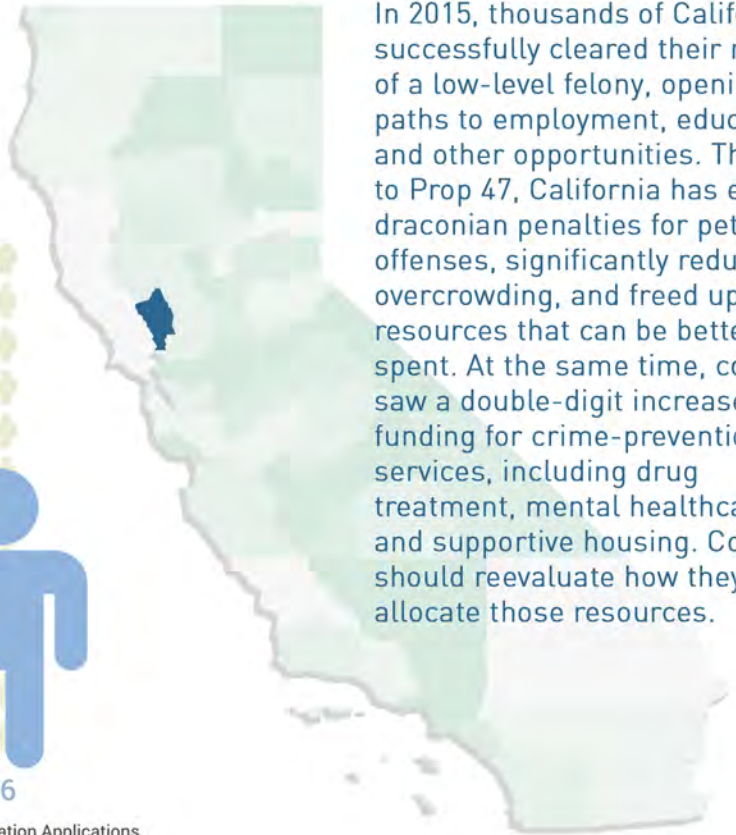 In 2015, thousands of Calif
successfully cleared their r
of a low-level felony, openi
paths to employment, educ
and other opportunities. Th
to Prop 47, California has e
draconian penalties for pet
offenses, significantly redu
overcrowding, and freed up
resources that can be bette
spent. At the same time, co
saw a double-digit increase
funding for crime-preventio
services, including drug
treatment, mental healthca
and supportive housing. Co
should reevaluate how they
allocate those resources.
6
ation Applications